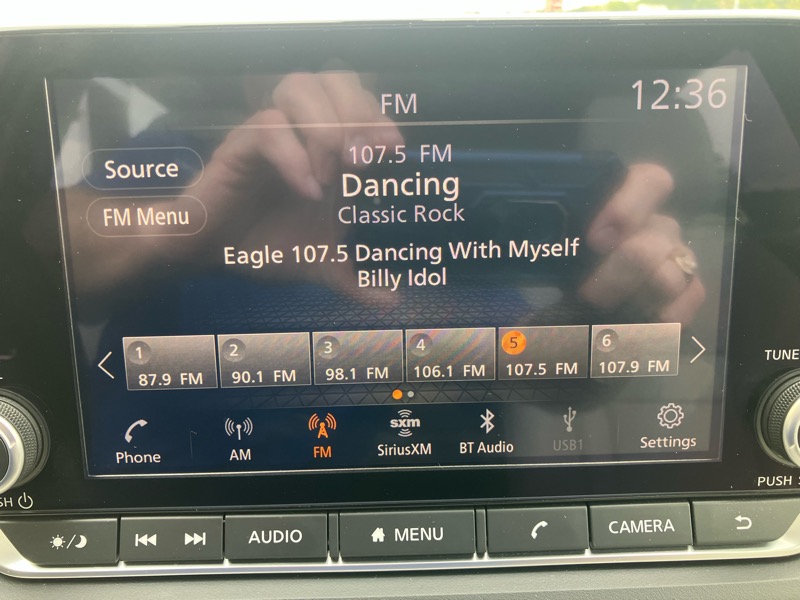 FM
12:36
107.5 FM
Source
Dancing
FM Menu
Classic Rock
Eagle 107.5 Dancing With Myself
Billy Idol
1
87.9 FM
2
90.1 FM
3
98.1 FM
4
106.1 FM
5
107.5 FM
6
107.9 FM
TUNE
Phone
AM
FM
sxm
SiriusXM
BT Audio
USB1
Settings
PUSH
AUDIO
MENU
CAMERA